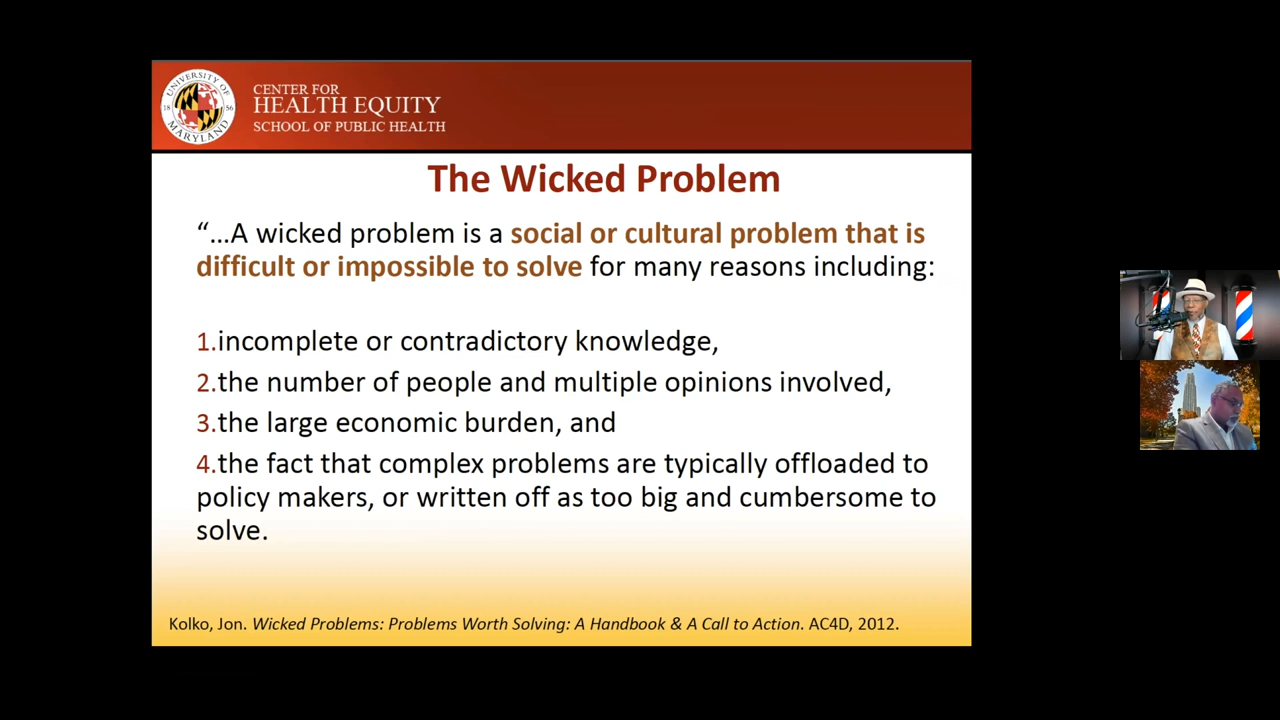 UNIVERSITY OF
18 56
MARYLAND
CENTER FOR
HEALTH EQUITY
SCHOOL OF PUBLIC HEALTH
The Wicked Problem
“...A wicked problem is a social or cultural problem that is
difficult or impossible to solve for many reasons including:
1.incomplete or contradictory knowledge,
2.the number of people and multiple opinions involved,
3.the large economic burden, and
4.the fact that complex problems are typically offloaded to
policy makers, or written off as too big and cumbersome to
solve.
Kolko, Jon. Wicked Problems: Problems Worth Solving: A Handbook & A Call to Action. AC4D, 2012.